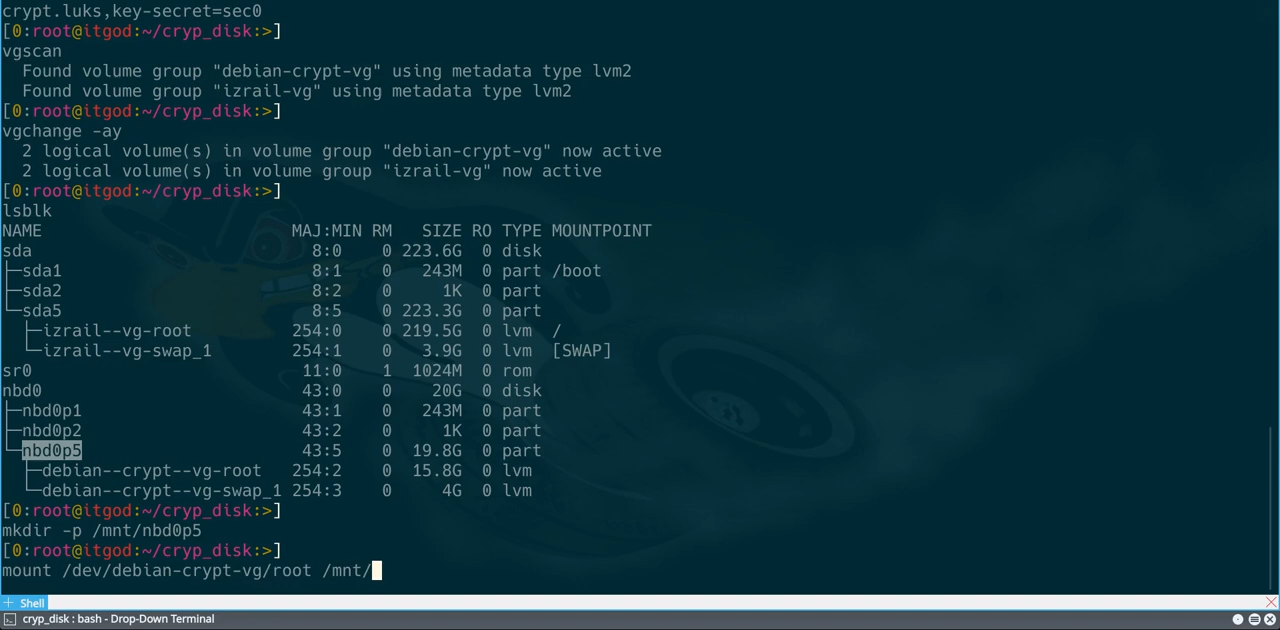 crypt.luks,key-secret=sec0
[0:root@itgod:~/cryp_disk:>]
vgscan
  Found volume group "debian-crypt-vg" using metadata type lvm2
  Found volume group "izrail-vg" using metadata type lvm2
[0:root@itgod:~/cryp_disk:>]
vgchange -ay
  2 logical volume(s) in volume group "debian-crypt-vg" now active
  2 logical volume(s) in volume group "izrail-vg" now active
[0:root@itgod:~/cryp_disk:>]
lsblk
NAME                         MAJ:MIN RM   SIZE RO TYPE MOUNTPOINT
sda                            8:0    0 223.6G  0 disk
├─sda1                         8:1    0   243M  0 part /boot
├─sda2                         8:2    0     1K  0 part
└─sda5                         8:5    0 223.3G  0 part
  ├─izrail--vg-root          254:0    0 219.5G  0 lvm  /
  └─izrail--vg-swap_1        254:1    0   3.9G  0 lvm  [SWAP]
sr0                           11:0    1  1024M  0 rom
nbd0                          43:0    0    20G  0 disk
├─nbd0p1                      43:1    0   243M  0 part
├─nbd0p2                      43:2    0     1K  0 part
└─nbd0p5                      43:5    0  19.8G  0 part
  ├─debian--crypt--vg-root   254:2    0  15.8G  0 lvm
  └─debian--crypt--vg-swap_1 254:3    0     4G  0 lvm
[0:root@itgod:~/cryp_disk:>]
mkdir -p /mnt/nbd0p5
[0:root@itgod:~/cryp_disk:>]
mount /dev/debian-crypt-vg/root /mnt/
Shell
cryp_disk : bash - Drop-Down Terminal